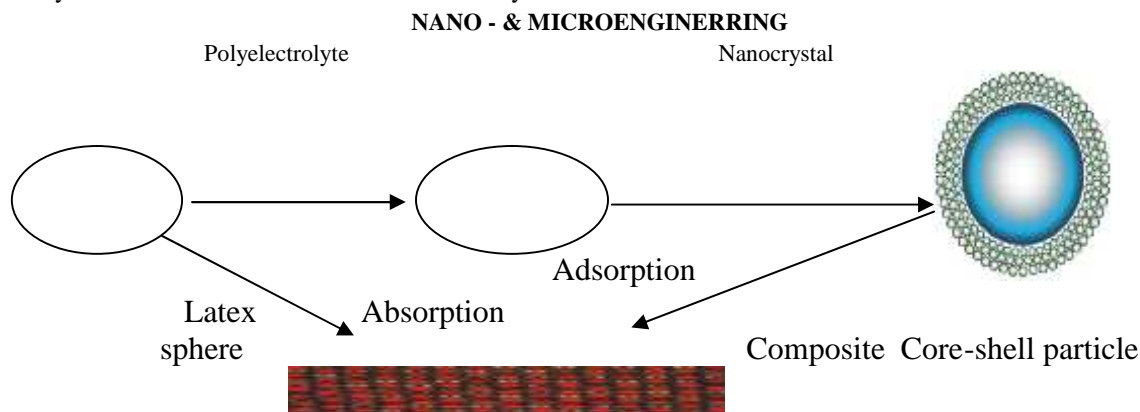 NANO - & MICROENGINERRING
Polyelectrolyte Nanocrystal
Adsorption
Latex Absorption
sphere Composite Core-shell particle